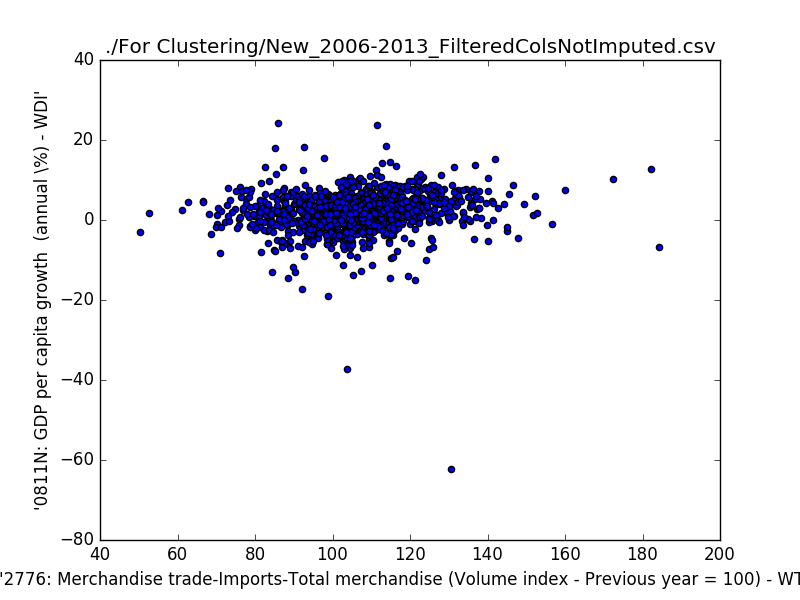 ./For Clustering/New_2006-2013_FilteredColsNotImputed.csv
40
20
0
−20
−40
−60
−80
'0811N: GDP per capita growth  (annual \%) - WDI'
40 60 80 100 120 140 160 180 200
'2776: Merchandise trade-Imports-Total merchandise (Volume index - Previous year = 100) - WT